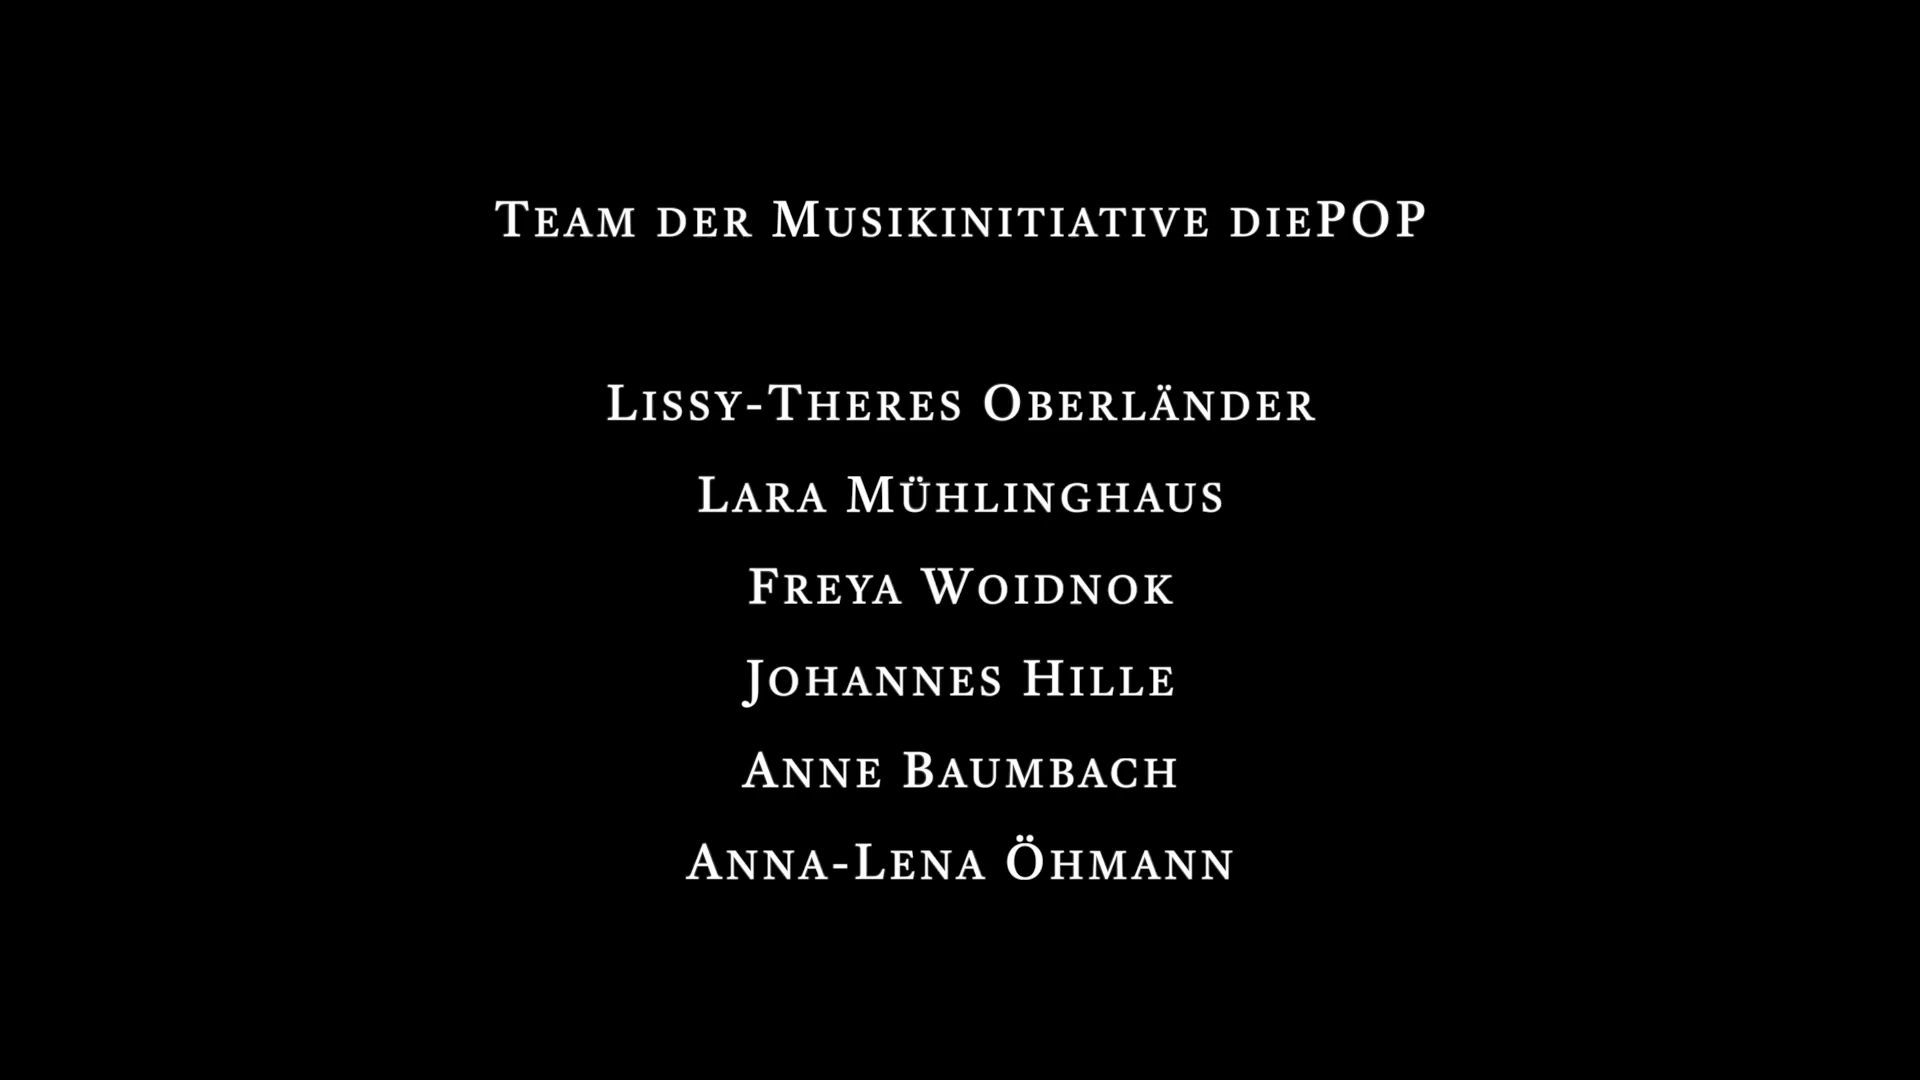 Team der Musikinitiative diePOP
Lissy-Theres Oberländer
Lara Mühlinghaus
Freya Woidnok
Johannes Hille
Anne Baumbach
Anna-Lena Öhmann